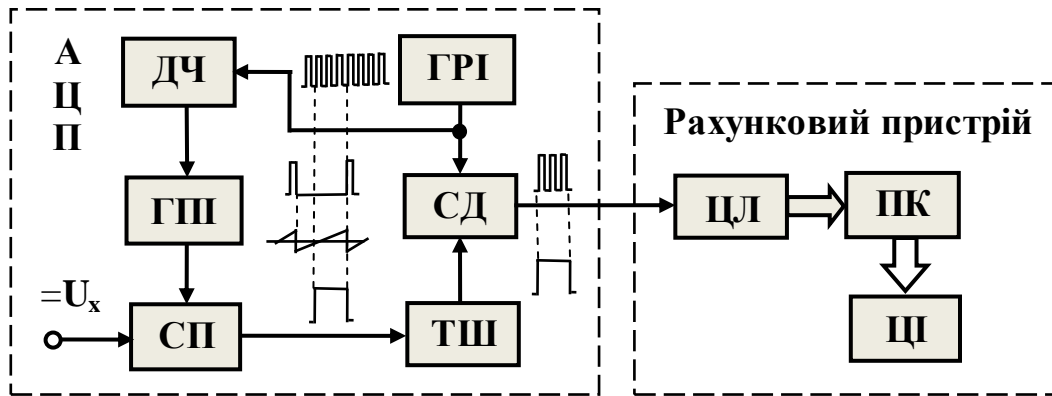 А
Ц
П
ДЧ
ГРІ
Рахунковий пристрій
ГПІ
СД
ЦЛ
ПК
=Uₓ
СП
ТШ
ЦІ